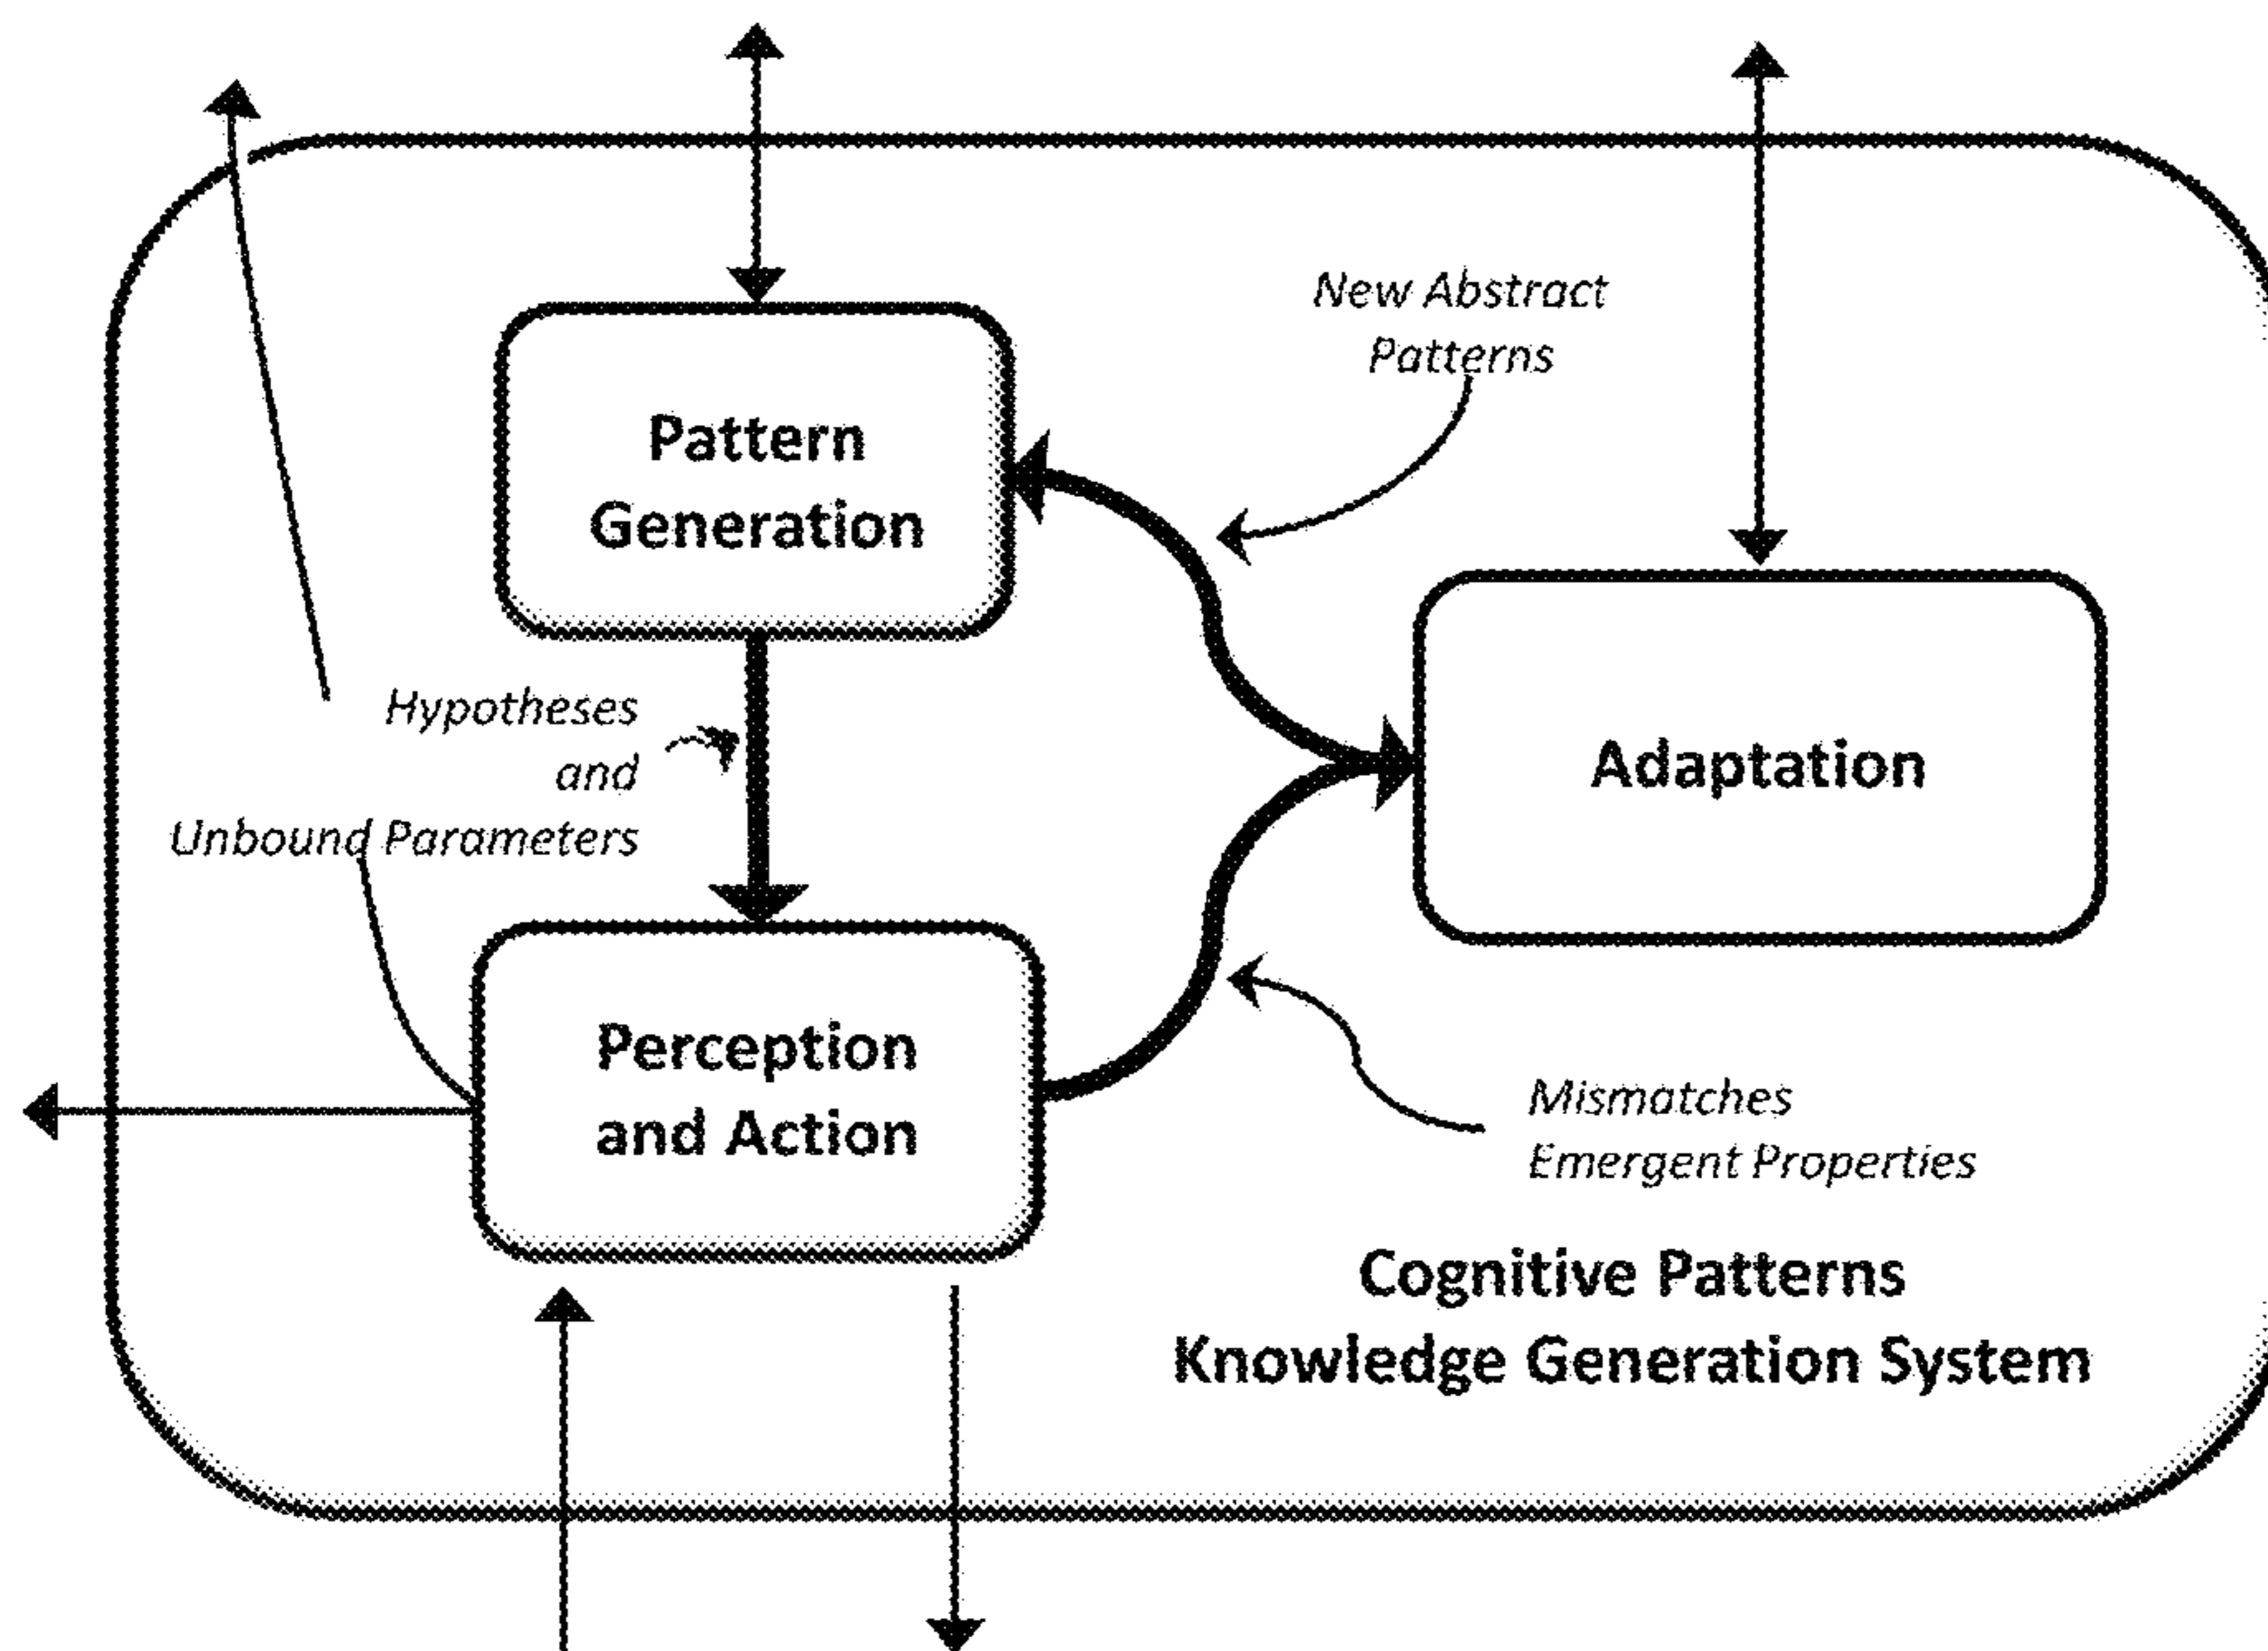 New Abstract
Patterns
Pattern
Generation
Hypotheses
and
Unbound Parameters
Adaptation
Perception
and Action
Mismatches
Emergent Properties
Cognitive Patterns
Knowledge Generation System